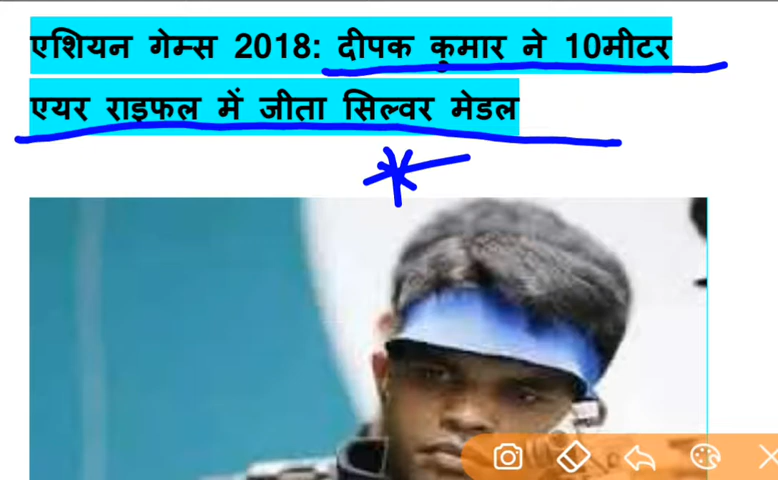 एशियन गेम्स 2018: दीपक कुमार ने 10मीटर
एयर राइफल में जीता सिल्वर मेडल